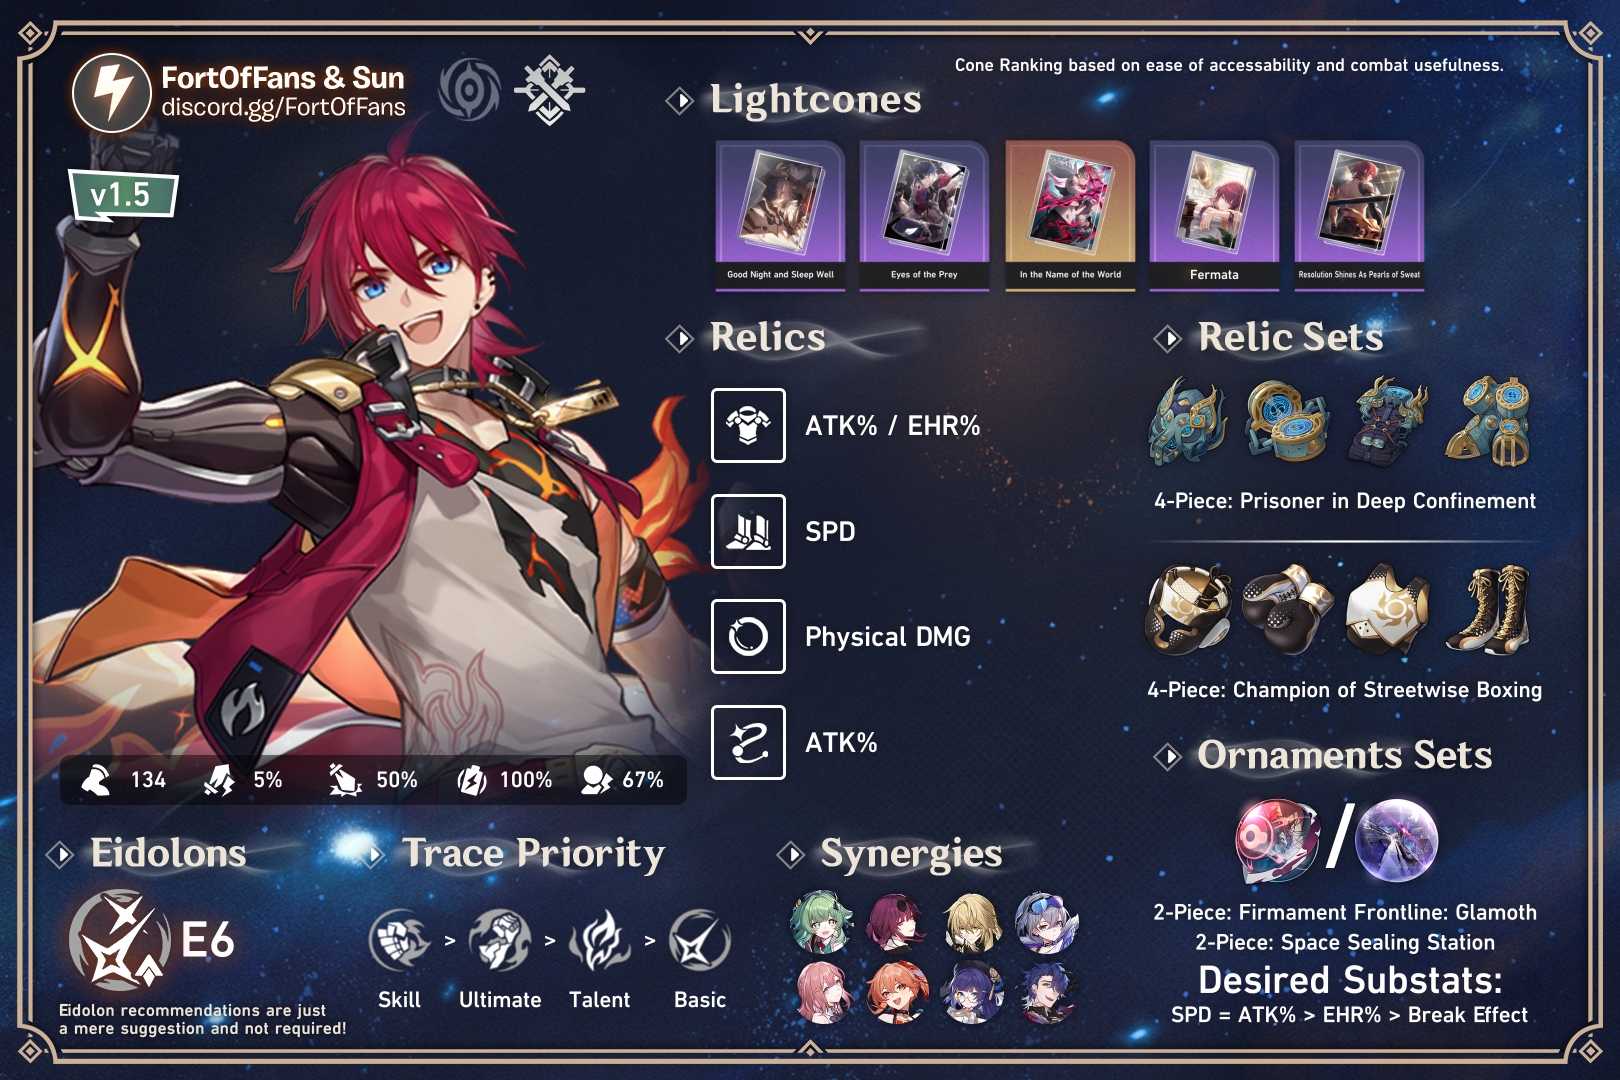 FortOfFans & Sun
discord.gg/FortOfFans
v1.5
Cone Ranking based on ease of accessability and combat usefulness.
Lightcones
Good Night and Sleep Well
Eyes of the Prey
In the Name of the World
Fermata
Resolution Shines As Pearls of Sweat
Relics
ATK% / EHR%
SPD
Physical DMG
ATK%
Relic Sets
4-Piece: Prisoner in Deep Confinement
4-Piece: Champion of Streetwise Boxing
Ornaments Sets
/
2-Piece: Firmament Frontline: Glamoth
2-Piece: Space Sealing Station
Desired Substats:
SPD = ATK% > EHR% > Break Effect
134 5% 50% 100% 67%
Eidolons
E6
Eidolon recommendations are just
a mere suggestion and not required!
Trace Priority
> > >
Skill Ultimate Talent Basic
Synergies